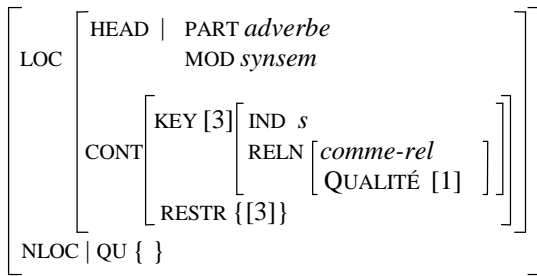 HEAD | PART adverbe
LOC MOD synsem
KEY [3] IND s
CONT RELN comme-rel
QUALITÉ [1]
RESTR {[3]}
NLOC | QU { }